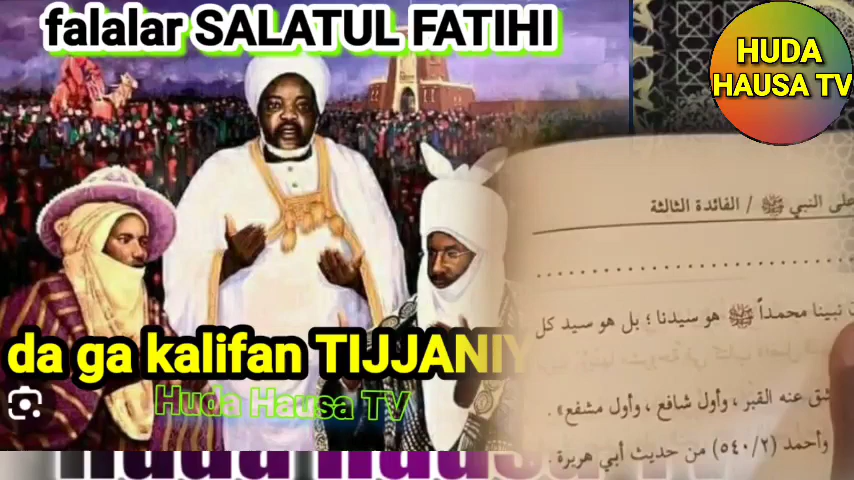 falalar SALATUL FATIHI
HUDA
HAUSA TV
على النبي ﷺ / الفائدة الثالثة
نبينا محمداً ﷺ هو سيدنا ؛ بل هو سيد كل
da ga kalifan TIJJANIY
Huda Hausa TV
عنه القبر ، وأول شافع ، وأول مشفع» .
وأحمد (٥٤٠/٢) من حديث أبي هريرة .